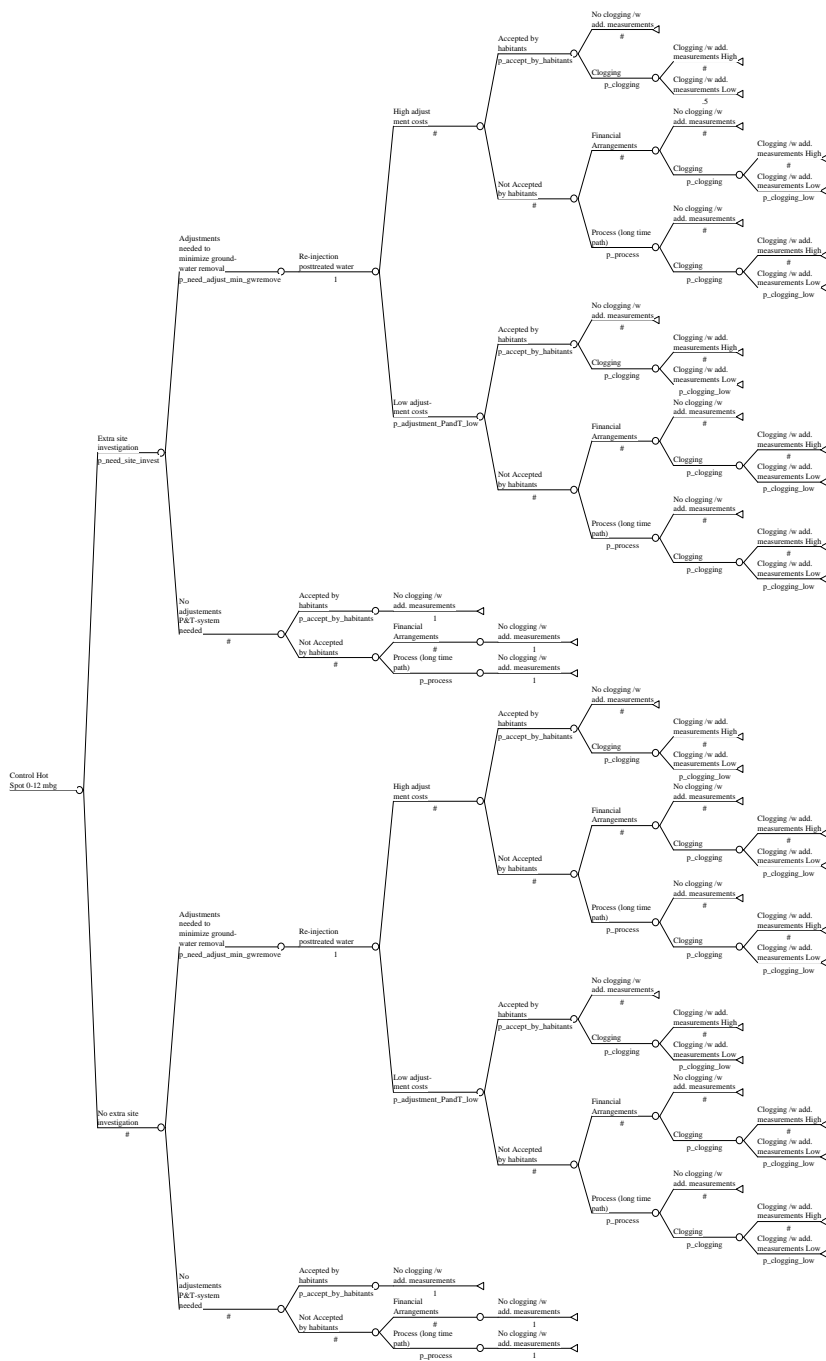 No clogging /w
add. measurements
#
Accepted by
habitants
p_accept_by_habitants
Clogging /w add.
measurements High
#
Clogging
p_clogging
Clogging /w add.
measurements Low
.5
High adjust
ment costs
#
No clogging /w
add. measurements
#
Financial
Arrangements
#
Clogging /w add.
measurements High
#
Clogging
p_clogging
Clogging /w add.
measurements Low
p_clogging_low
Not Accepted
by habitants
#
No clogging /w
add. measurements
#
Process (long time
path)
p_process
Clogging /w add.
measurements High
#
Clogging
p_clogging
Clogging /w add.
measurements Low
p_clogging_low
Adjustments
needed to
minimize ground-
water removal
p_need_adjust_min_gwremove
Re-injection
posttreated water
1
No clogging /w
add. measurements
#
Accepted by
habitants
p_accept_by_habitants
Clogging /w add.
measurements High
#
Clogging
p_clogging
Clogging /w add.
measurements Low
p_clogging_low
Low adjust-
ment costs
p_adjustment_PandT_low
No clogging /w
add. measurements
#
Financial
Arrangements
#
Clogging /w add.
measurements High
#
Clogging
p_clogging
Clogging /w add.
measurements Low
p_clogging_low
Not Accepted
by habitants
#
No clogging /w
add. measurements
#
Process (long time
path)
p_process
Clogging /w add.
measurements High
#
Clogging
p_clogging
Clogging /w add.
measurements Low
p_clogging_low
Extra site
investigation
p_need_site_invest
No
adjustements
P&T-system
needed
#
Accepted by
habitants
p_accept_by_habitants
No clogging /w
add. measurements
1
Not Accepted
by habitants
#
Financial
Arrangements
#
No clogging /w
add. measurements
1
Process (long time
path)
p_process
No clogging /w
add. measurements
1
Control Hot
Spot 0-12 mbg
No clogging /w
add. measurements
#
Accepted by
habitants
p_accept_by_habitants
Clogging /w add.
measurements High
#
Clogging
p_clogging
Clogging /w add.
measurements Low
p_clogging_low
High adjust
ment costs
#
No clogging /w
add. measurements
#
Financial
Arrangements
#
Clogging /w add.
measurements High
#
Clogging
p_clogging
Clogging /w add.
measurements Low
p_clogging_low
Not Accepted
by habitants
#
No clogging /w
add. measurements
#
Process (long time
path)
p_process
Clogging /w add.
measurements High
#
Clogging
p_clogging
Clogging /w add.
measurements Low
p_clogging_low
Adjustments
needed to
minimize ground-
water removal
p_need_adjust_min_gwremove
Re-injection
posttreated water
1
No clogging /w
add. measurements
#
Accepted by
habitants
p_accept_by_habitants
Clogging /w add.
measurements High
#
Clogging
p_clogging
Clogging /w add.
measurements Low
p_clogging_low
Low adjust-
ment costs
p_adjustment_PandT_low
No clogging /w
add. measurements
#
Financial
Arrangements
#
Clogging /w add.
measurements High
#
Clogging
p_clogging
Clogging /w add.
measurements Low
p_clogging_low
Not Accepted
by habitants
#
No clogging /w
add. measurements
#
Process (long time
path)
p_process
Clogging /w add.
measurements High
#
Clogging
p_clogging
Clogging /w add.
measurements Low
p_clogging_low
No extra site
investigation
#
No
adjustements
P&T-system
needed
#
Accepted by
habitants
p_accept_by_habitants
No clogging /w
add. measurements
1
Not Accepted
by habitants
#
Financial
Arrangements
#
No clogging /w
add. measurements
1
Process (long time
path)
p_process
No clogging /w
add. measurements
1